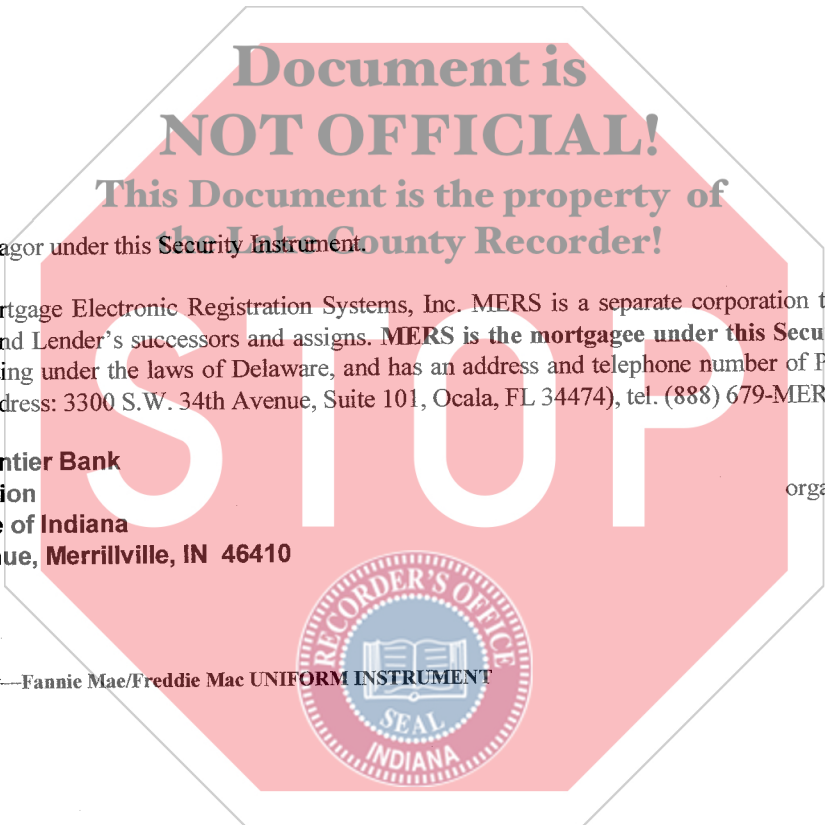 Document is
NOT OFFICIAL!
This Document is the property of
the Lake County Recorder!
agor under this Security Instrument.
rtgage Electronic Registration Systems, Inc. MERS is a separate corporation t
nd Lender's successors and assigns. MERS is the mortgagee under this Secu
ing under the laws of Delaware, and has an address and telephone number of P
dress: 3300 S.W. 34th Avenue, Suite 101, Ocala, FL 34474), tel. (888) 679-MER
STOP
ntier Bank
ion
orga
e of Indiana
ue, Merrillville, IN 46410
RECORDER'S OFFICE
SEAL
INDIANA
—Fannie Mae/Freddie Mac UNIFORM INSTRUMENT